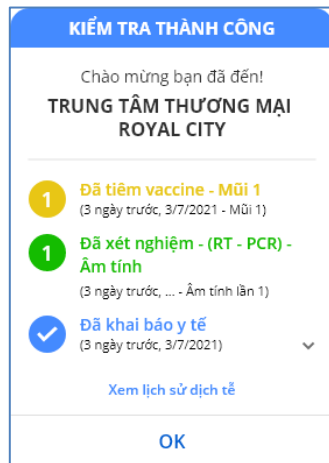 KIỂM TRA THÀNH CÔNG
Chào mừng bạn đã đến!
TRUNG TÂM THƯƠNG MẠI
ROYAL CITY
1
Đã tiêm vaccine - Mũi 1
(3 ngày trước, 3/7/2021 - Mũi 1)
1
Đã xét nghiệm - (RT - PCR) -
Âm tính
(3 ngày trước, ... - Âm tính lần 1)
Đã khai báo y tế
(3 ngày trước, 3/7/2021)
Xem lịch sử dịch tễ
OK